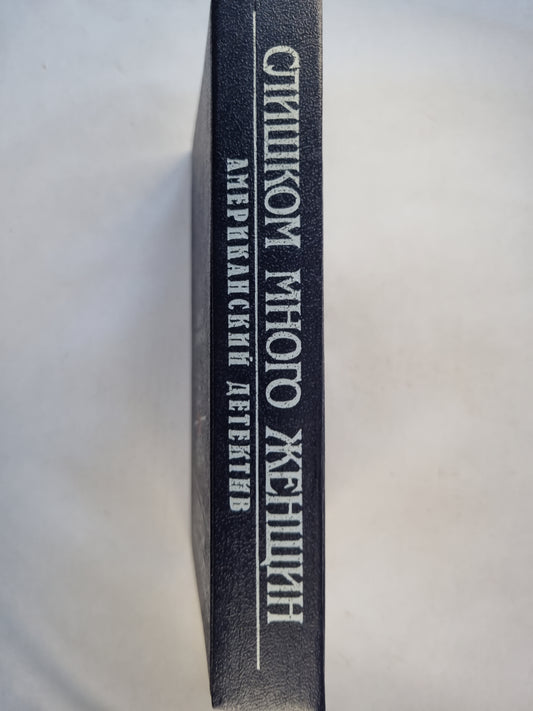 СЛИШКОМ МНОГО ЖЕНЩИН
АМЕРИКАНСКИЙ ДЕТЕКТИВ